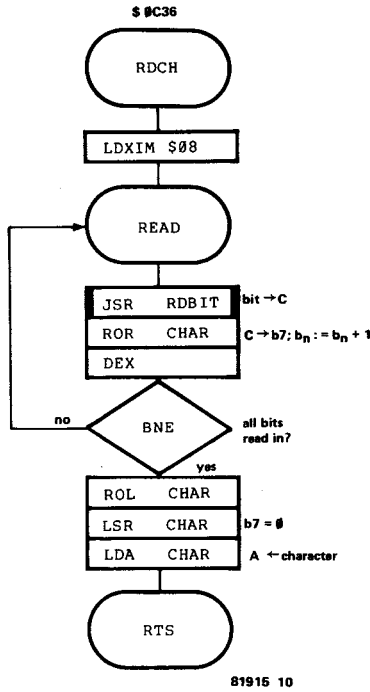 $ 0C36
RDCH
LDXIM $08
READ
JSR RDBIT bit → C
ROR CHAR C → b7; bn := bn + 1
DEX
no BNE all bits
read in?
yes
ROL CHAR
LSR CHAR b7 = 0
LDA CHAR A ← character
RTS
81915 10